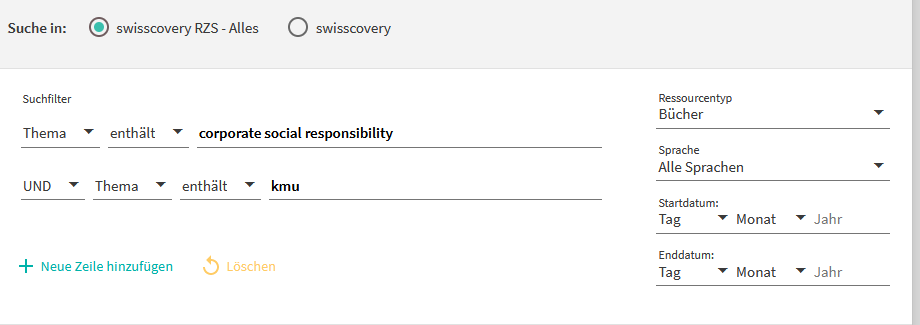 Suche in: swisscovery RZS - Alles swisscovery
Suchfilter
Thema enthält corporate social responsibility
UND Thema enthält kmu
Neue Zeile hinzufügen Löschen
Ressourcentyp
Bücher
Sprache
Alle Sprachen
Startdatum:
Tag Monat Jahr
Enddatum:
Tag Monat Jahr